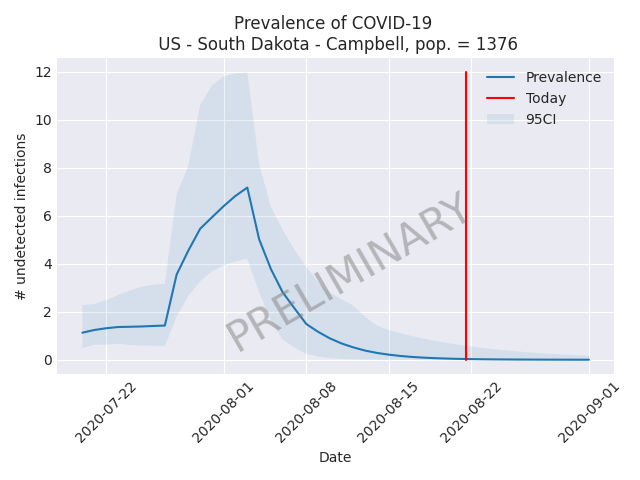 Prevalence of COVID-19
US - South Dakota - Campbell, pop. = 1376
12
10
8
6
4
2
0
# undetected infections
Prevalence
Today
95CI
PRELIMINARY
2020-07-22
2020-08-01
2020-08-08
2020-08-15
2020-08-22
2020-09-01
Date